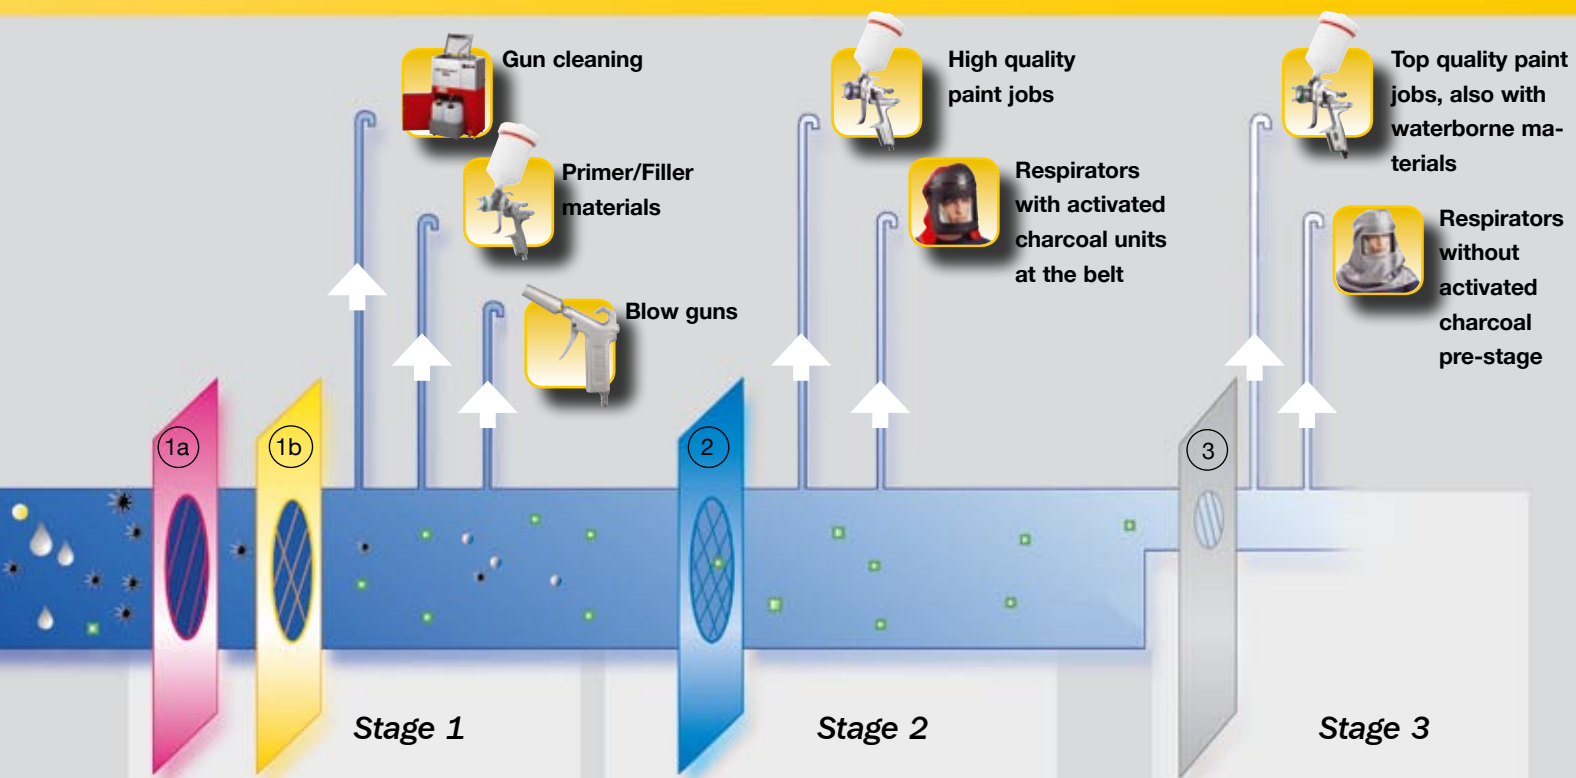 Gun cleaning
Primer/Filler
materials
Blow guns
High quality
paint jobs
Respirators
with activated
charcoal units
at the belt
Top quality paint
jobs, also with
waterborne ma-
terials
Respirators
without
activated
charcoal
pre-stage
1a
1b
2
3
Stage 1
Stage 2
Stage 3